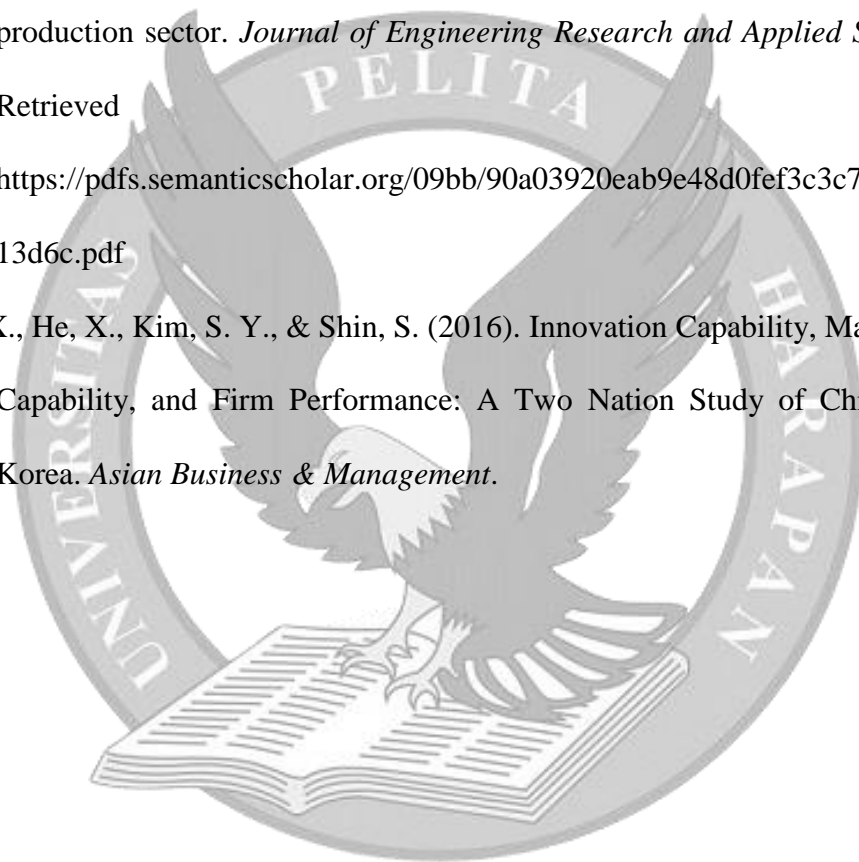 production sector. Journal of Engineering Research and Applied S
Retrieved
https://pdfs.semanticscholar.org/09bb/90a03920eab9e48d0fef3c3c7
13d6c.pdf
X., He, X., Kim, S. Y., & Shin, S. (2016). Innovation Capability, Ma
Capability, and Firm Performance: A Two Nation Study of Chi
Korea. Asian Business & Management.
UNIVERSITAS PELITA HARAPAN